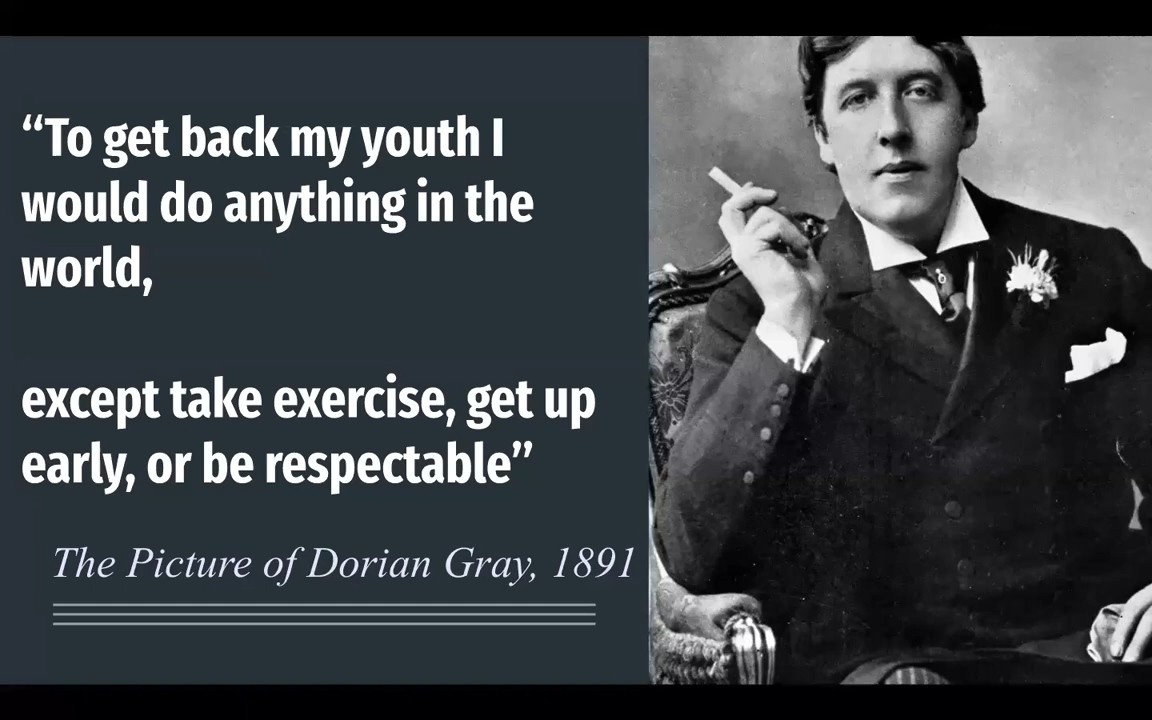 “To get back my youth I
would do anything in the
world,
except take exercise, get up
early, or be respectable”
The Picture of Dorian Gray, 1891